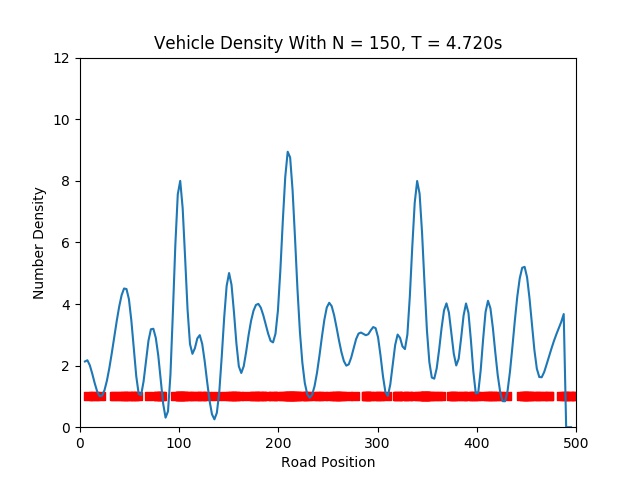 Vehicle Density With N = 150, T = 4.720s
12
10
8
6
4
2
0
Number Density
0 100 200 300 400 500
Road Position